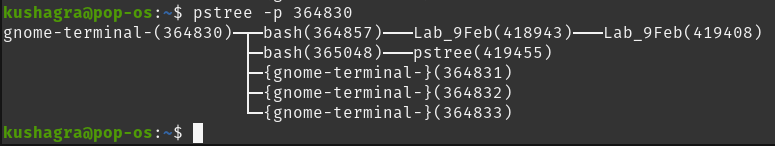 kushagra@pop-os:~$ pstree -p 364830
gnome-terminal-(364830)─┬─bash(364857)───Lab_9Feb(418943)───Lab_9Feb(419408)
                        ├─bash(365048)───pstree(419455)
                        ├─{gnome-terminal-}(364831)
                        ├─{gnome-terminal-}(364832)
                        └─{gnome-terminal-}(364833)
kushagra@pop-os:~$